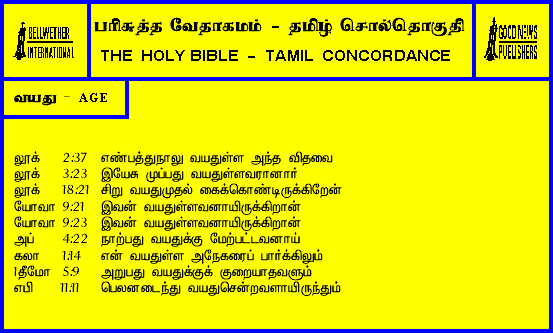 BELLWETHER
INTERNATIONAL
பரிசுத்த வேதாகமம் - தமிழ் சொல்தொகுதி
THE HOLY BIBLE - TAMIL CONCORDANCE
GOOD NEWS
PUBLISHERS
வயது - AGE
லூக் 2:37 எண்பத்துநாலு வயதுள்ள அந்த விதவை
லூக் 3:23 இயேசு முப்பது வயதுள்ளவரானார்
லூக் 18:21 சிறு வயதுமுதல் கைக்கொண்டிருக்கிறேன்
யோவா 9:21 இவன் வயதுள்ளவனாயிருக்கிறான்
யோவா 9:23 இவன் வயதுள்ளவனாயிருக்கிறான்
அப் 4:22 நாற்பது வயதுக்கு மேற்பட்டவனாய்
கலா 1:14 என் வயதுள்ள அநேகரைப் பார்க்கிலும்
1தீமோ 5:9 அறுபது வயதுக்குக் குறையாதவளும்
எபி 11:11 பெலனடைந்து வயதுசென்றவளாயிருந்தும்